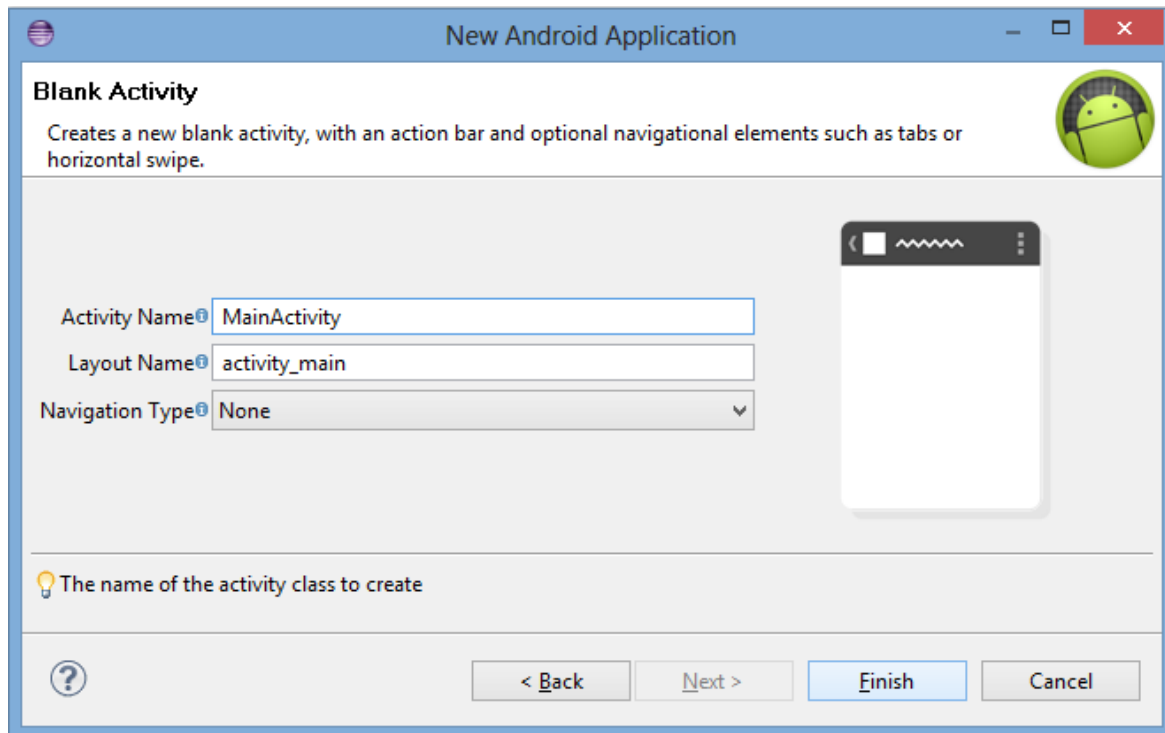 New Android Application
Blank Activity
Creates a new blank activity, with an action bar and optional navigational elements such as tabs or
horizontal swipe.
Activity Name MainActivity
Layout Name activity_main
Navigation Type None
The name of the activity class to create
< Back Next > Finish Cancel